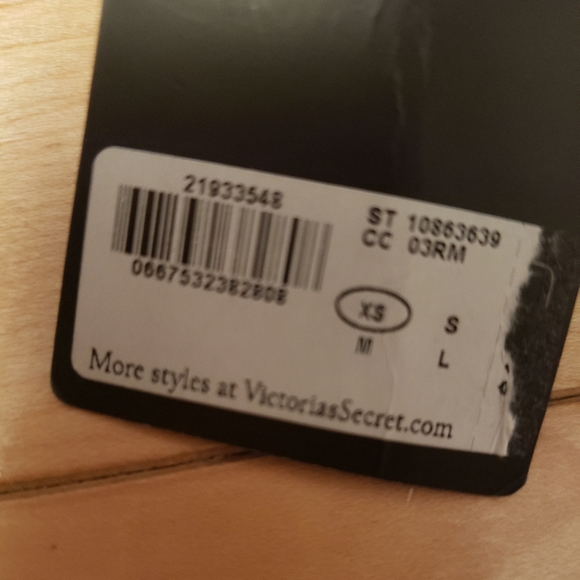 21933548
0667532382808
ST 10863639
CC 03RM
XS S
M L
More styles at VictoriasSecret.com